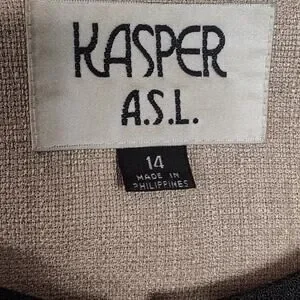 KASPER
A.S.L.
14
MADE IN
PHILIPPINES